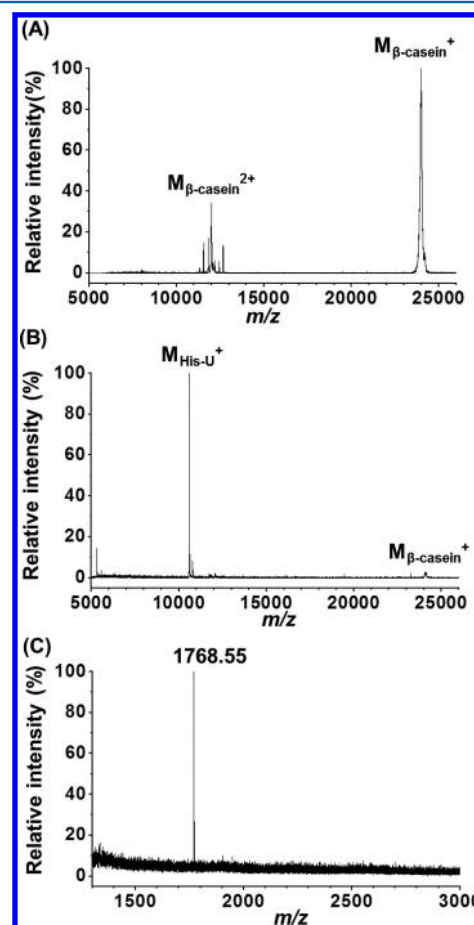 (A)
Mβ-casein+
Mβ-casein2+
Relative intensity(%)
100
80
60
40
20
0
5000 10000 15000 20000 25000
m/z
(B)
MHis-U+
Mβ-casein+
Relative intensity (%)
100
80
60
40
20
0
5000 10000 15000 20000 25000
m/z
(C)
1768.55
Relative intensity (%)
100
80
60
40
20
0
1500 2000 2500 3000
m/z